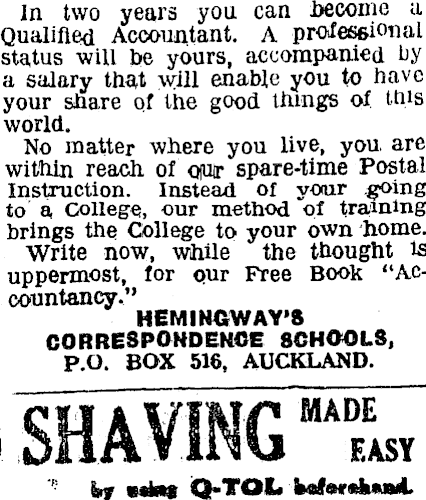 In two years you can become a
Qualified Accountant. A professional
status will be yours, accompanied by
a salary that will enable you to have
your share of the good things of this
world.
No matter where you live, you are
within reach of our spare-time Postal
Instruction. Instead of your going
to a College, our method of training
brings the College to your own home.
Write now, while the thought is
uppermost, for our Free Book "Ac-
countancy."
HEMINGWAY'S
CORRESPONDENCE SCHOOLS,
P.O. BOX 516, AUCKLAND.
SHAVING MADE
EASY
by using Q-TOL beforehand.